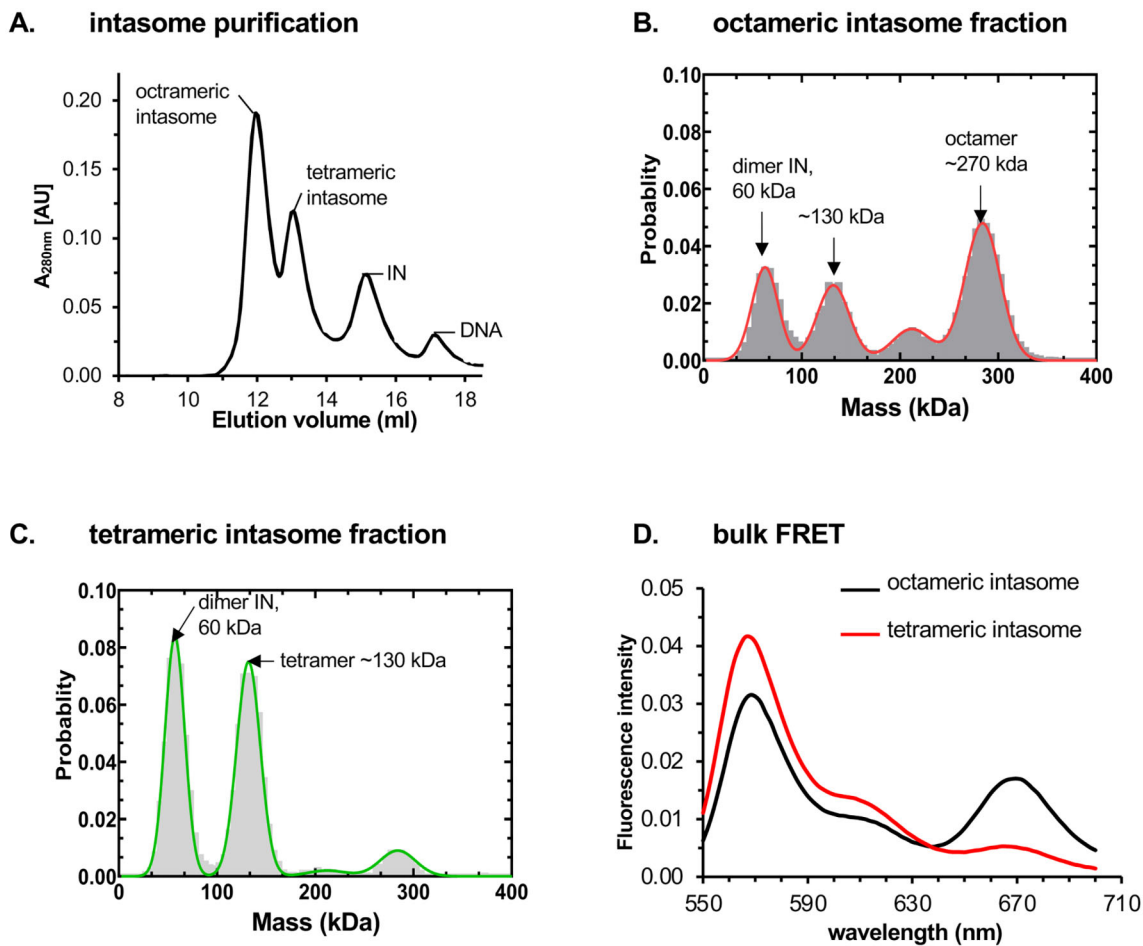 A. intasome purification
octrameric
intasome
tetrameric
intasome
IN
DNA
0.20
0.15
0.10
0.05
0.00
A280nm [AU]
8 10 12 14 16 18
Elution volume (ml)
B. octameric intasome fraction
0.10
0.08
0.06
0.04
0.02
0.00
Probablity
dimer IN,
60 kDa
~130 kDa
octamer
~270 kda
0 100 200 300 400
Mass (kDa)
C. tetrameric intasome fraction
0.10
0.08
0.06
0.04
0.02
0.00
Probablity
dimer IN,
60 kDa
tetramer ~130 kDa
0 100 200 300 400
Mass (kDa)
D. bulk FRET
octameric intasome
tetrameric intasome
0.05
0.04
0.03
0.02
0.01
0.00
Fluorescence intensity
550 590 630 670 710
wavelength (nm)